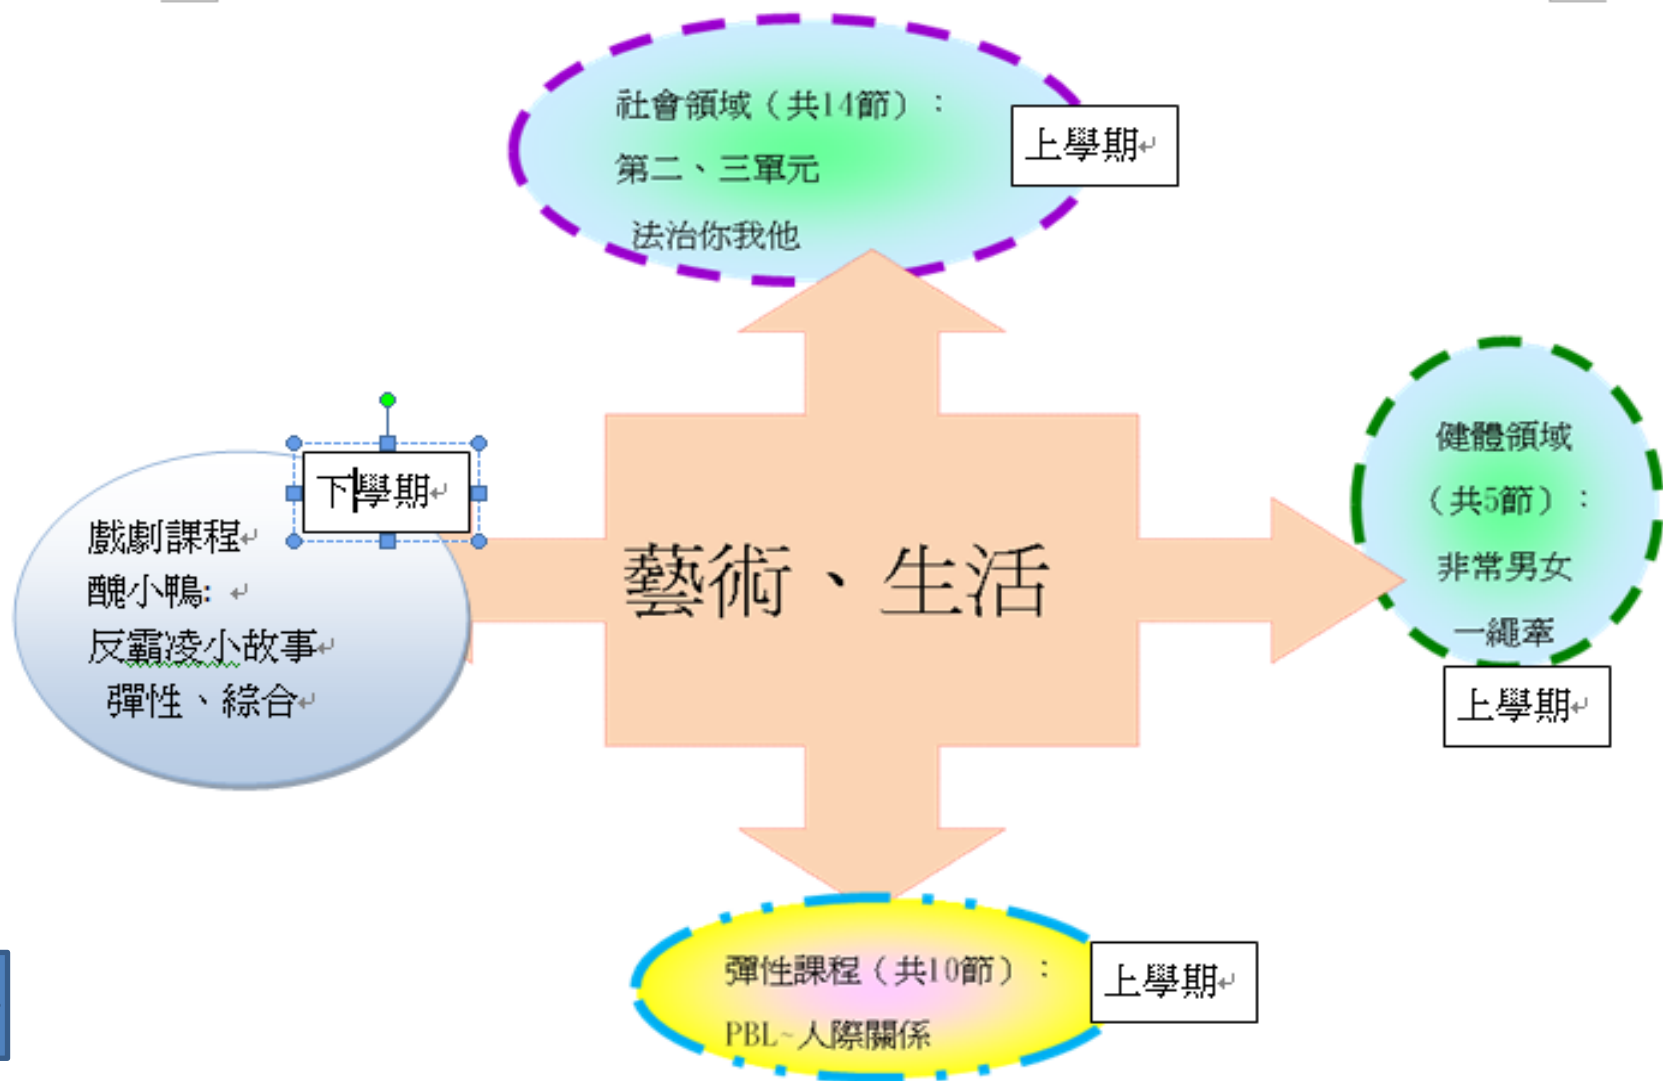 社會領域（共14節）：
第二、三單元
法治你我他
上學期
健體領域
（共5節）：
非常男女
一繩牽
上學期
下學期
戲劇課程
醜小鴨:
反霸凌小故事
彈性、綜合
藝術、生活
彈性課程（共10節）：
PBL~人際關係
上學期